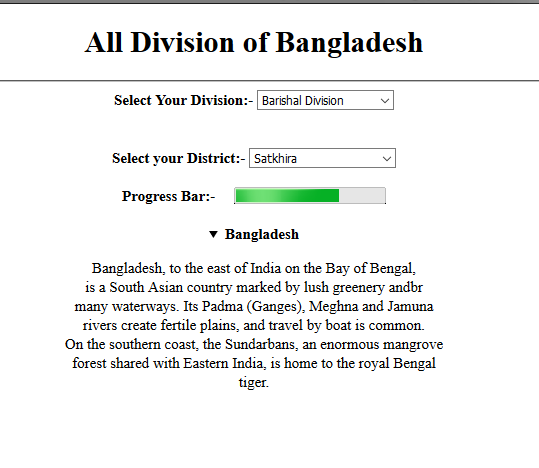 All Division of Bangladesh
Select Your Division:- Barishal Division
Select your District:- Satkhira
Progress Bar:-
▼ Bangladesh
Bangladesh, to the east of India on the Bay of Bengal,
is a South Asian country marked by lush greenery andbr
many waterways. Its Padma (Ganges), Meghna and Jamuna
rivers create fertile plains, and travel by boat is common.
On the southern coast, the Sundarbans, an enormous mangrove
forest shared with Eastern India, is home to the royal Bengal
tiger.